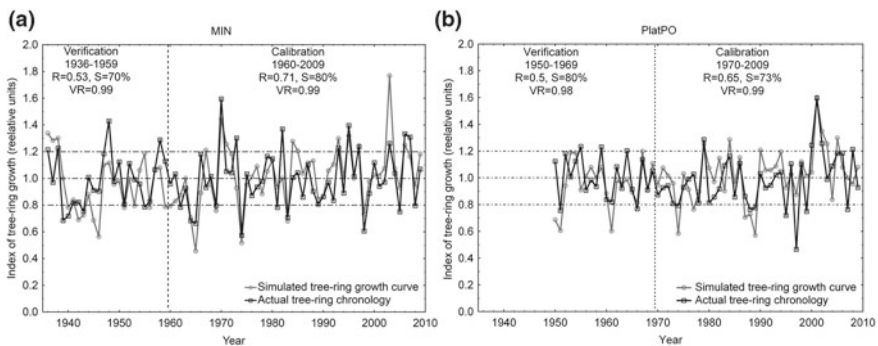 (a)
MIN
Verification
1936-1959
R=0.53, S=70%
VR=0.99
Calibration
1960-2009
R=0.71, S=80%
VR=0.99
Index of tree-ring growth (reelative units)
2.0
1.8
1.6
1.4
1.2
1.0
0.8
0.6
0.4
0.2
0.0
Simulated tree-ring growth curve
Actual tree-ring chronology
1940 1950 1960 1970 1980 1990 2000 2010
Year
(b)
PlatPO
Verification
1950-1969
R=0.5, S=80%
VR=0.98
Calibration
1970-2009
R=0.65, S=73%
VR=0.99
Index of tree-ring growth (reelative units)
2.0
1.8
1.6
1.4
1.2
1.0
0.8
0.6
0.4
0.2
0.0
Simulated tree-ring growth curve
Actual tree-ring chronology
1940 1950 1960 1970 1980 1990 2000 2010
Year